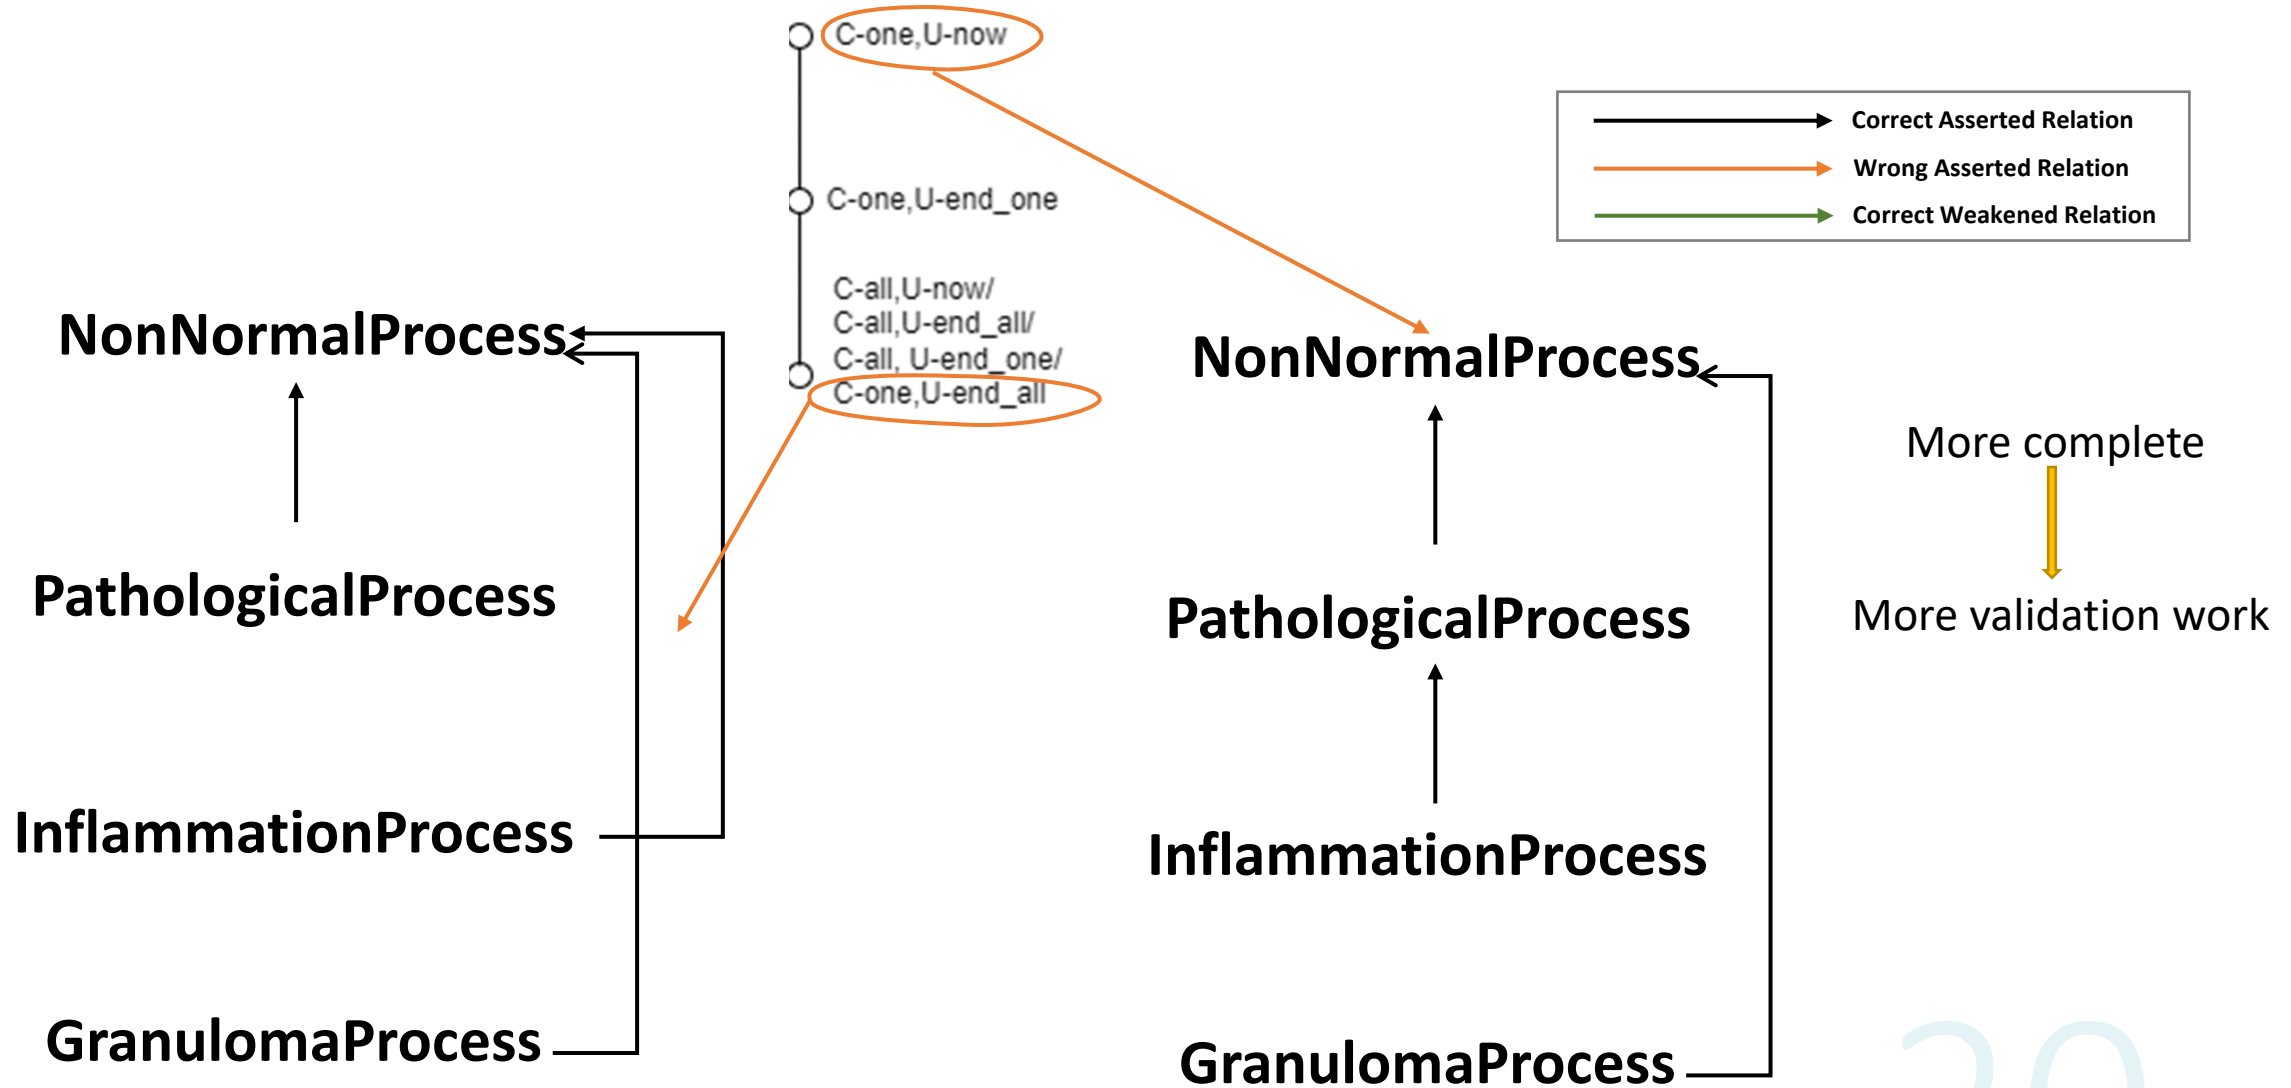 C-one,U-now
C-one,U-end_one
C-all,U-now/
C-all,U-end_all/
C-all, U-end_one/
C-one,U-end_all
Correct Asserted Relation
Wrong Asserted Relation
Correct Weakened Relation
NonNormalProcess
PathologicalProcess
InflammationProcess
GranulomaProcess
NonNormalProcess
PathologicalProcess
InflammationProcess
GranulomaProcess
More complete
More validation work
20